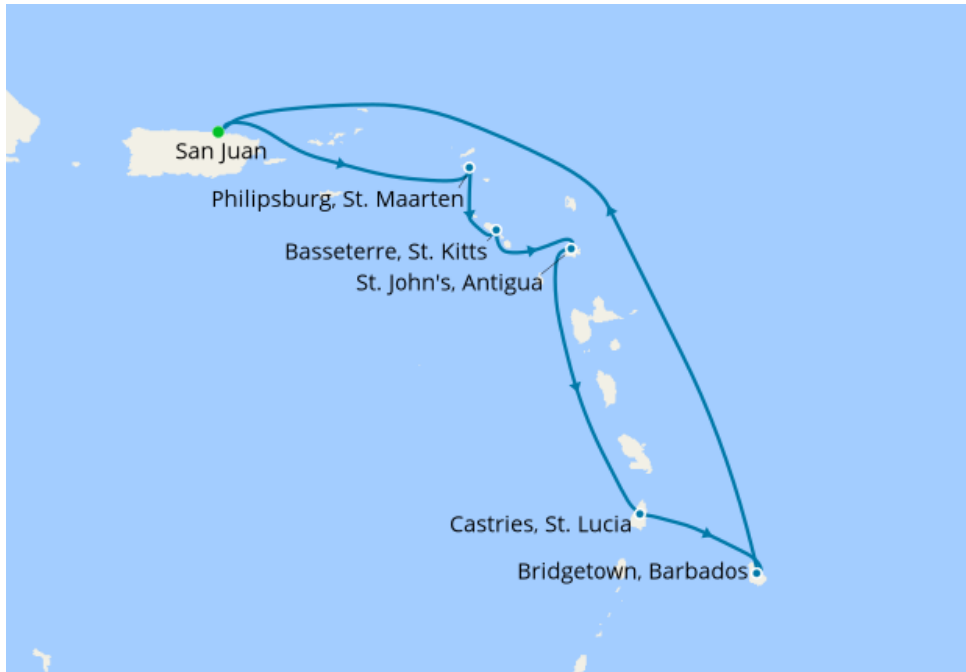 San Juan
Philipsburg, St. Maarten
Basseterre, St. Kitts
St. John's, Antigua
Castries, St. Lucia
Bridgetown, Barbados